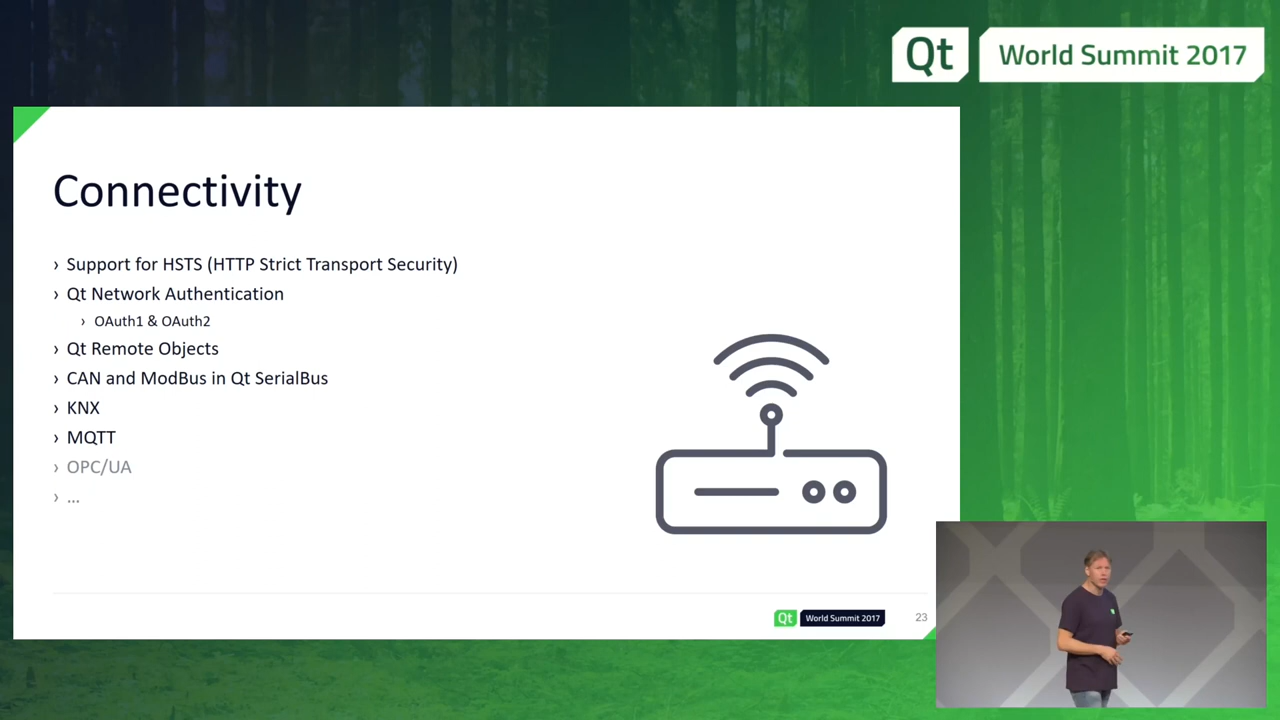 Qt World Summit 2017
Connectivity
› Support for HSTS (HTTP Strict Transport Security)
› Qt Network Authentication
› OAuth1 & OAuth2
› Qt Remote Objects
› CAN and ModBus in Qt SerialBus
› KNX
› MQTT
› OPC/UA
› ...
Qt World Summit 2017 23